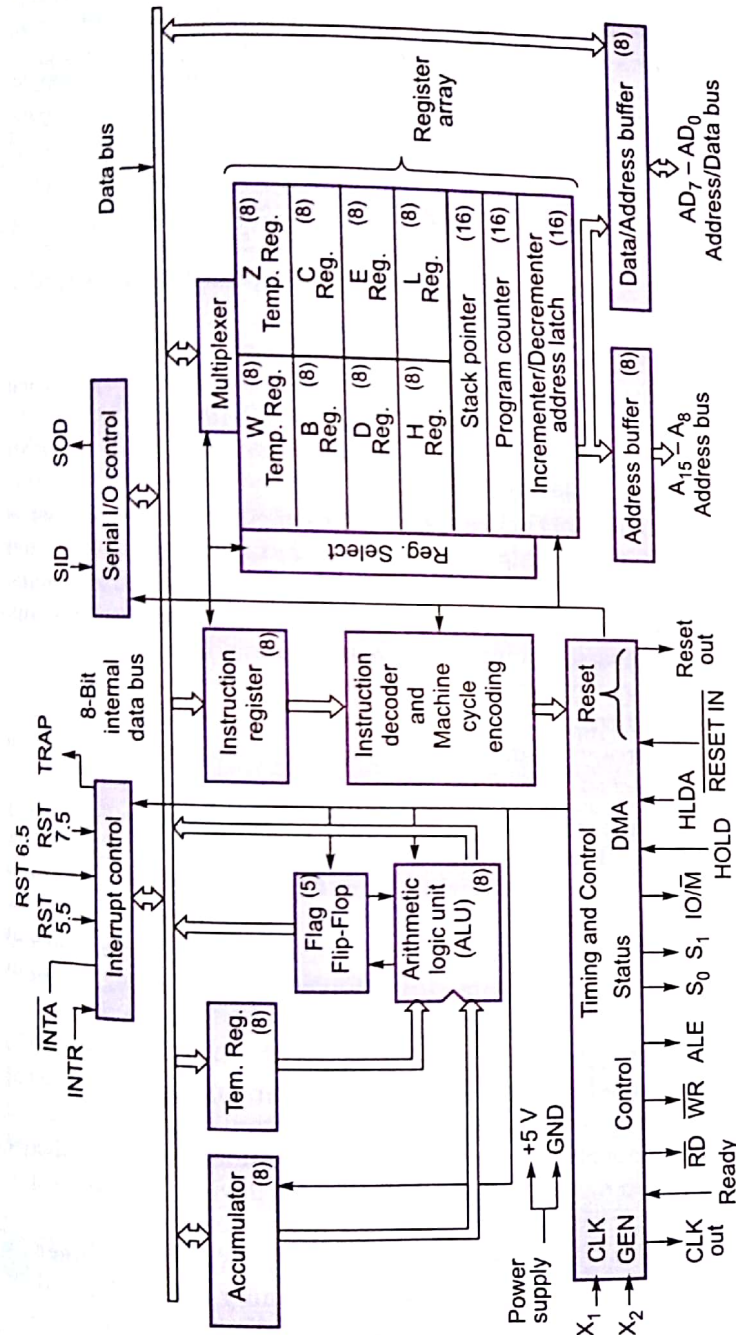 INTA
INTR
RST
5.5
RST 6.5
RST
7.5
TRAP
Interrupt control
8-Bit
internal
data bus
SID
SOD
Serial I/O control
Data bus
Accumulator
(8)
Tem. Reg.
(8)
(5)
Flag
Flip-Flop
Arithmetic
logic unit
(ALU)
(8)
Instruction
register
(8)
Instruction
decoder
and
Machine
cycle
encoding
Multiplexer
Reg. Select
W
Temp. Reg.
(8)
Z
Temp. Reg.
(8)
B
Reg.
(8)
C
Reg.
(8)
D
Reg.
(8)
E
Reg.
(8)
H
Reg.
(8)
L
Reg.
(8)
Stack pointer
(16)
Program counter
(16)
Incrementer/Decrementer
address latch
(16)
Register
array
Power
supply
+5 V
GND
X₁
X₂
CLK
GEN
Timing and Control
Control
Status
DMA
Reset
CLK
out
Ready
R̅D̅
W̅R̅
ALE
S₀ S₁
IO/M̅
HOLD
HLDA
R̅E̅S̅E̅T̅ I̅N̅
Reset
out
Address buffer
(8)
A₁₅ – A₈
Address bus
Data/Address buffer
(8)
AD₇ – AD₀
Address/Data bus